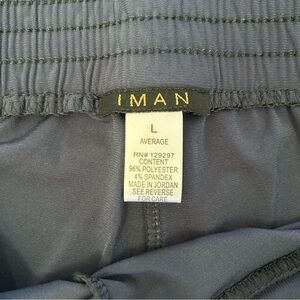 IMAN
L
AVERAGE
RN# 129297
CONTENT
96% POLYESTER
4% SPANDEX
MADE IN JORDAN
SEE REVERSE
FOR CARE